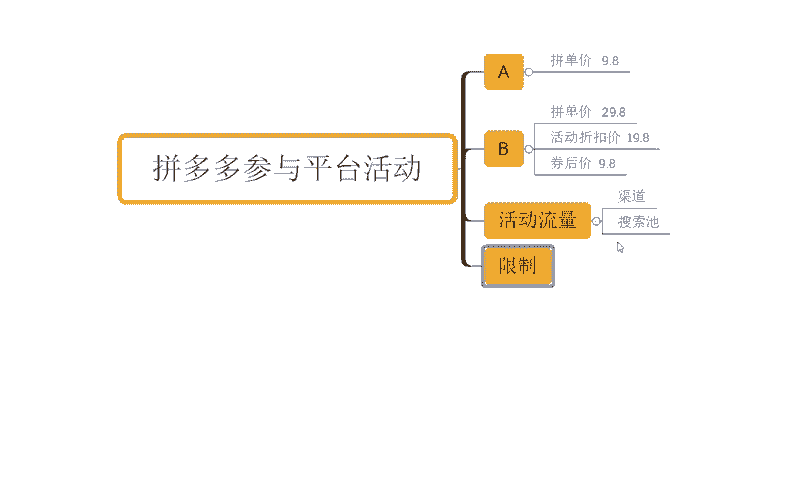 拼多多参与平台活动
A
拼单价 9.8
B
拼单价 29.8
活动折扣价 19.8
券后价 9.8
活动流量
渠道
搜索池
限制